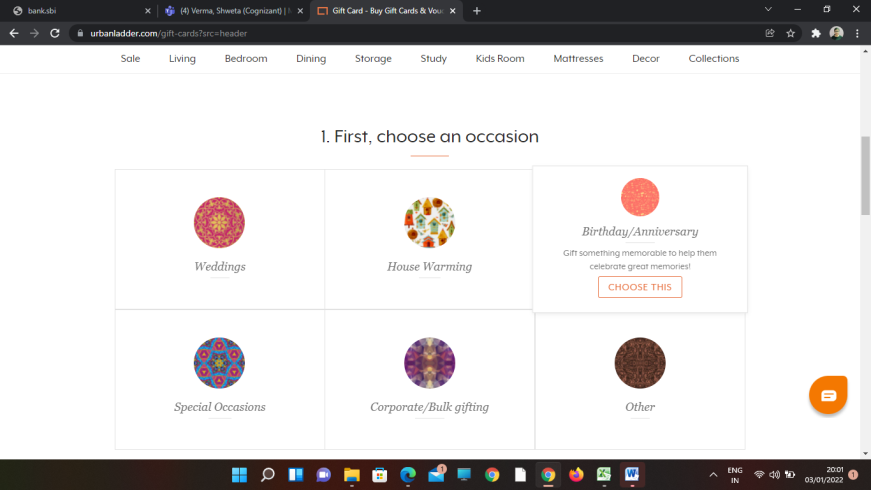 bank.sbi
(4) Verma, Shweta (Cognizant) |
Gift Card - Buy Gift Cards & Vou
urbanladder.com/gift-cards?src=header
Sale Living Bedroom Dining Storage Study Kids Room Mattresses Decor Collections
1. First, choose an occasion
Weddings
House Warming
Birthday/Anniversary
Gift something memorable to help them
celebrate great memories!
CHOOSE THIS
Special Occasions
Corporate/Bulk gifting
Other
1
ENG
IN
20:01
03/01/2022
1